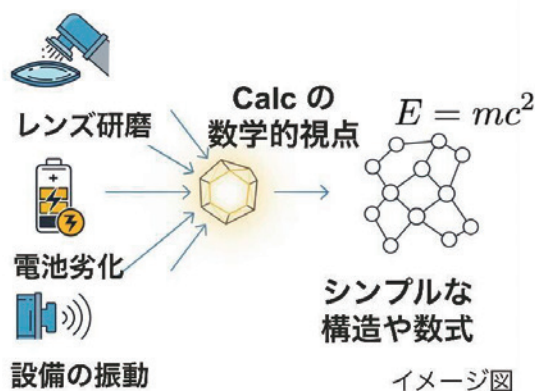 レンズ研磨
電池劣化
設備の振動
Calc の
数学的視点
E = mc²
シンプルな
構造や数式
イメージ図